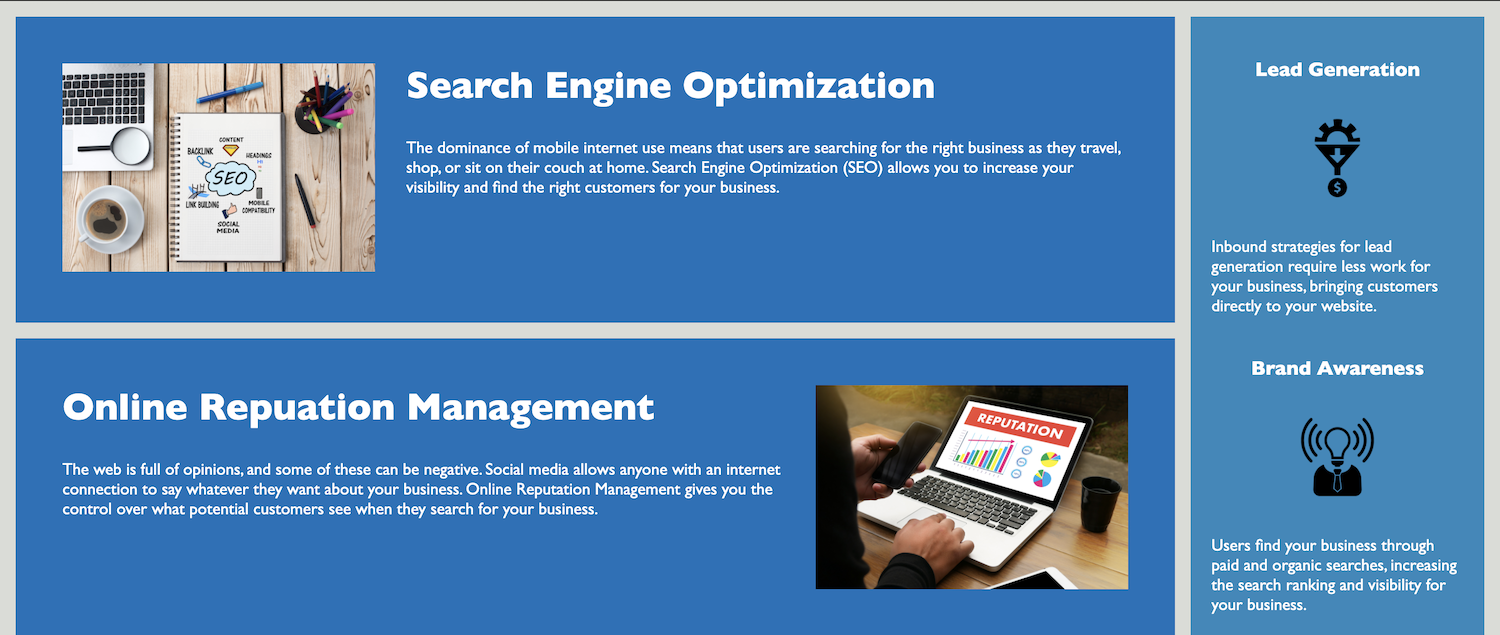 Search Engine Optimization
The dominance of mobile internet use means that users are searching for the right business as they travel,
shop, or sit on their couch at home. Search Engine Optimization (SEO) allows you to increase your
visibility and find the right customers for your business.
CONTENT
BACKLINK
HEADINGS
SEO
LINK BUILDING
MOBILE
COMPATIBILITY
SOCIAL
MEDIA
Online Repuation Management
The web is full of opinions, and some of these can be negative. Social media allows anyone with an internet
connection to say whatever they want about your business. Online Reputation Management gives you the
control over what potential customers see when they search for your business.
REPUTATION
Lead Generation
$
Inbound strategies for lead
generation require less work for
your business, bringing customers
directly to your website.
Brand Awareness
Users find your business through
paid and organic searches, increasing
the search ranking and visibility for
your business.